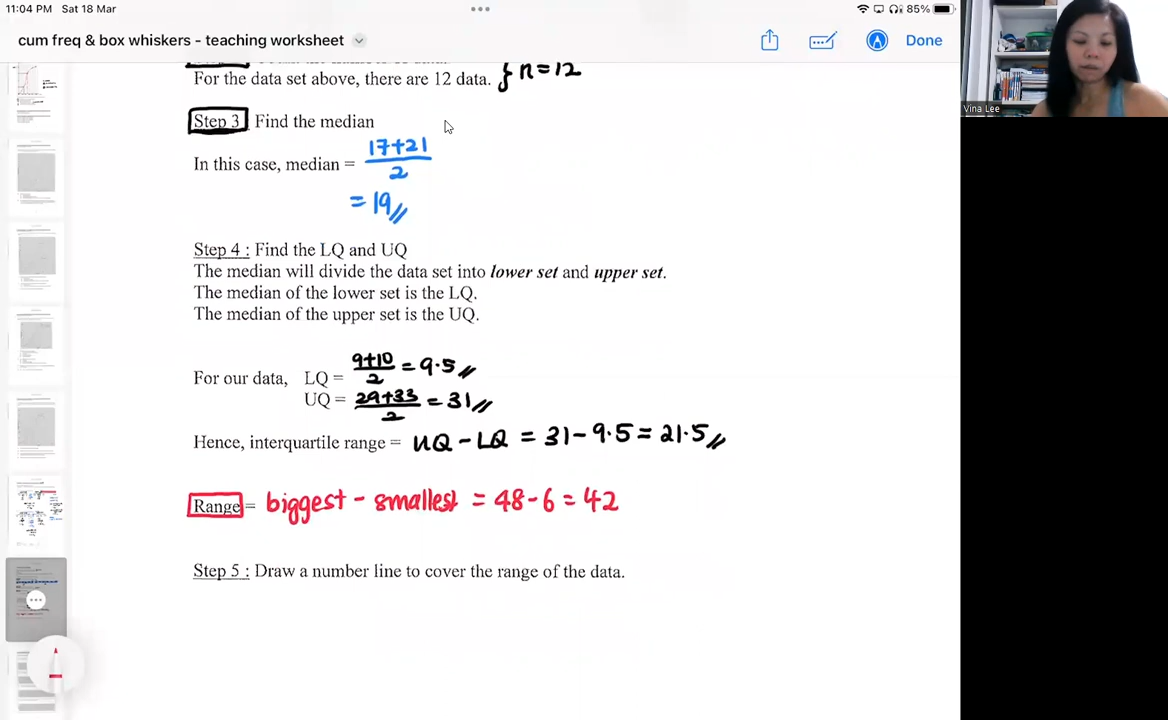 11:04 PM Sat 18 Mar
85%
cum freq & box whiskers - teaching worksheet
Done
For the data set above, there are 12 data. } n=12
Step 3 Find the median
In this case, median = 17+21
2
= 19
Step 4 : Find the LQ and UQ
The median will divide the data set into lower set and upper set.
The median of the lower set is the LQ.
The median of the upper set is the UQ.
For our data, LQ = 9+10 / 2 = 9.5
UQ = 29+33 / 2 = 31
Hence, interquartile range = UQ - LQ = 31 - 9.5 = 21.5
Range = biggest - smallest = 48 - 6 = 42
Step 5 : Draw a number line to cover the range of the data.
Vina Lee